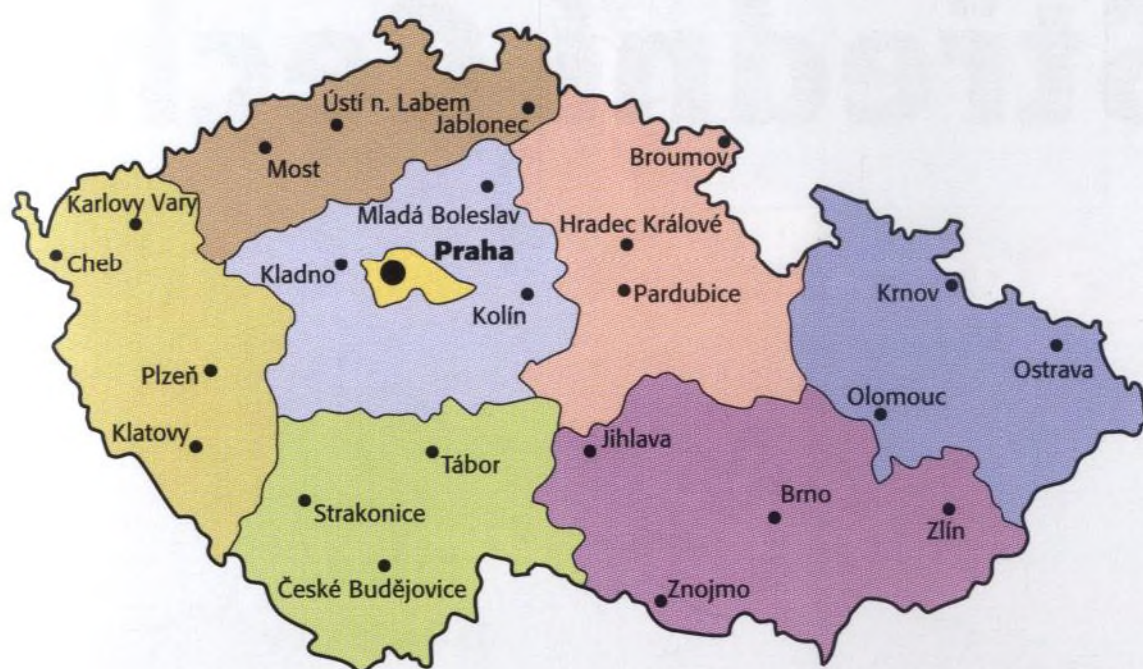 Ústí n. Labem
Jablonec
Most
Broumov
Karlovy Vary
Mladá Boleslav
Hradec Králové
Praha
Cheb
Kladno
Krnov
Pardubice
Kolín
Ostrava
Plzeň
Olomouc
Klatovy
Jihlava
Tábor
Brno
Strakonice
Zlín
České Budějovice
Znojmo